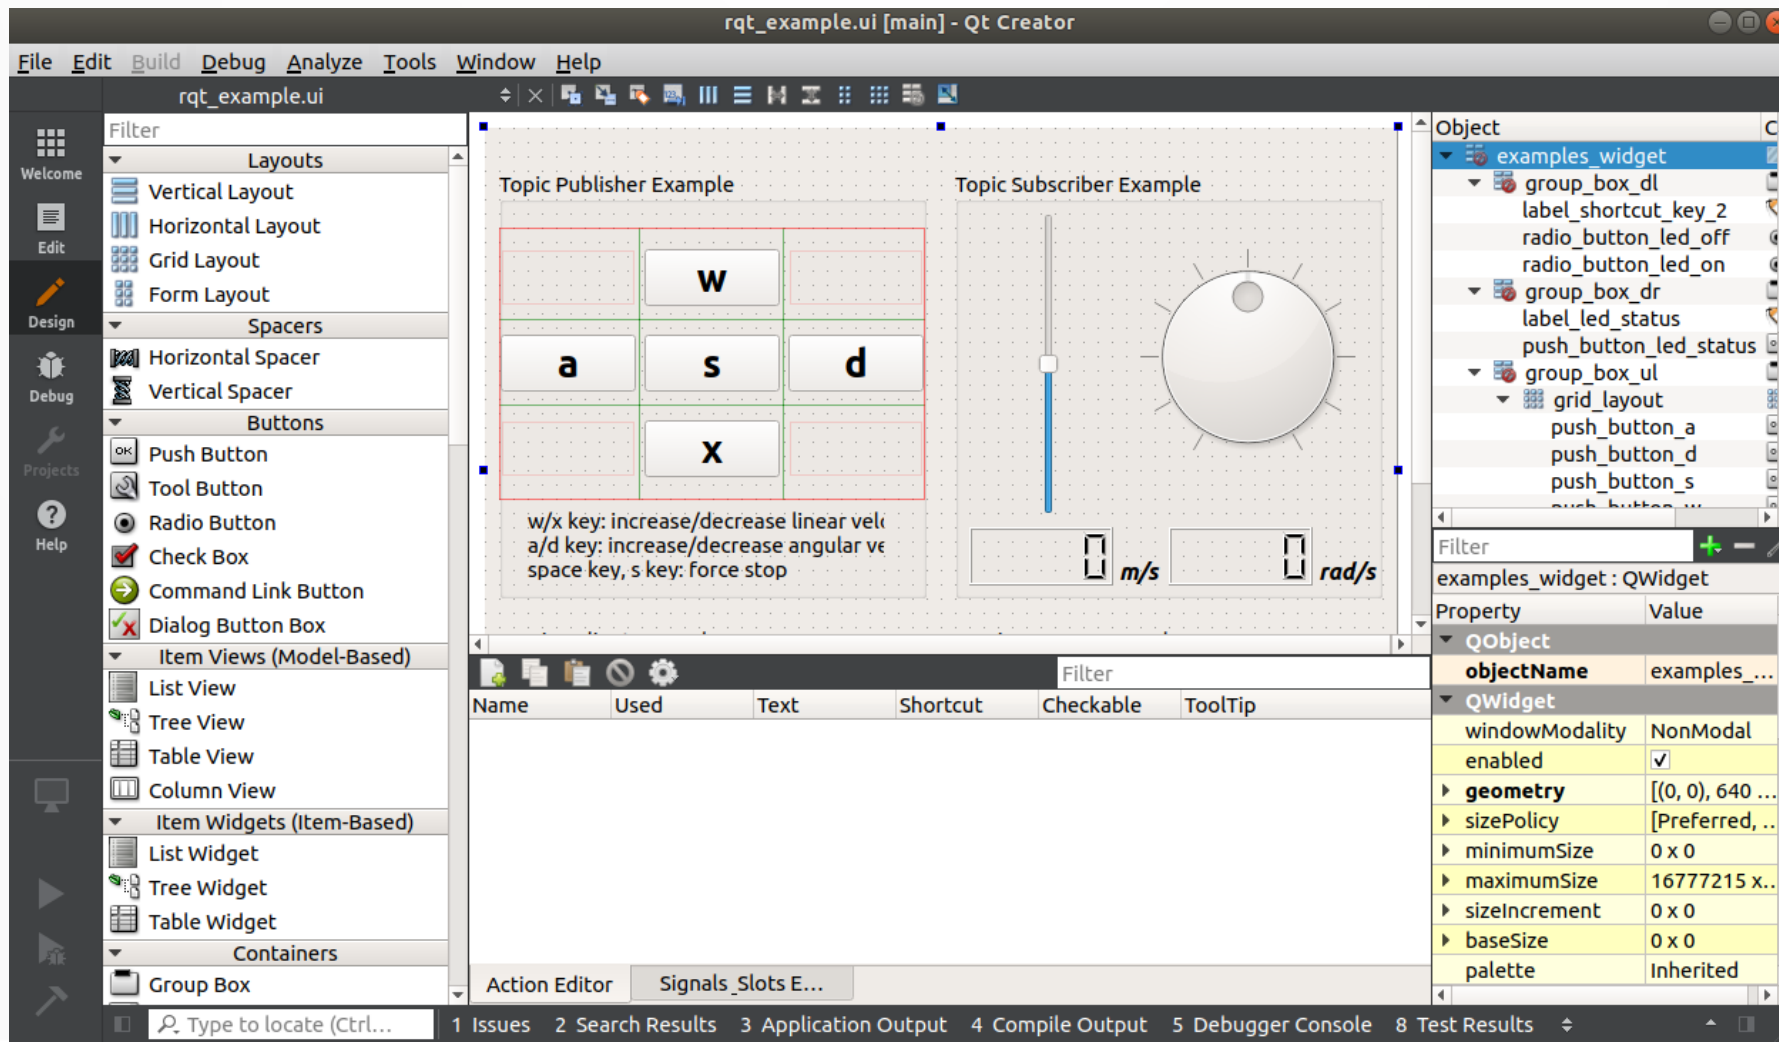 rqt_example.ui [main] - Qt Creator
File Edit Build Debug Analyze Tools Window Help
rqt_example.ui
Welcome
Edit
Design
Debug
Projects
Help
Filter
Layouts
Vertical Layout
Horizontal Layout
Grid Layout
Form Layout
Spacers
Horizontal Spacer
Vertical Spacer
Buttons
OK Push Button
Tool Button
Radio Button
Check Box
Command Link Button
Dialog Button Box
Item Views (Model-Based)
List View
Tree View
Table View
Column View
Item Widgets (Item-Based)
List Widget
Tree Widget
Table Widget
Containers
Group Box
Topic Publisher Example
w
a s d
x
w/x key: increase/decrease linear velo
a/d key: increase/decrease angular ve
space key, s key: force stop
Topic Subscriber Example
0 m/s 0 rad/s
Filter
Name Used Text Shortcut Checkable ToolTip
Action Editor Signals_Slots E...
Object C
examples_widget
group_box_dl
label_shortcut_key_2
radio_button_led_off
radio_button_led_on
group_box_dr
label_led_status
push_button_led_status
group_box_ul
grid_layout
push_button_a
push_button_d
push_button_s
push_button_w
Filter
examples_widget : QWidget
Property Value
QObject
objectName examples_...
QWidget
windowModality NonModal
enabled
geometry [(0, 0), 640 ...
sizePolicy [Preferred, ..
minimumSize 0 x 0
maximumSize 16777215 x..
sizeIncrement 0 x 0
baseSize 0 x 0
palette Inherited
Type to locate (Ctrl...
1 Issues 2 Search Results 3 Application Output 4 Compile Output 5 Debugger Console 8 Test Results